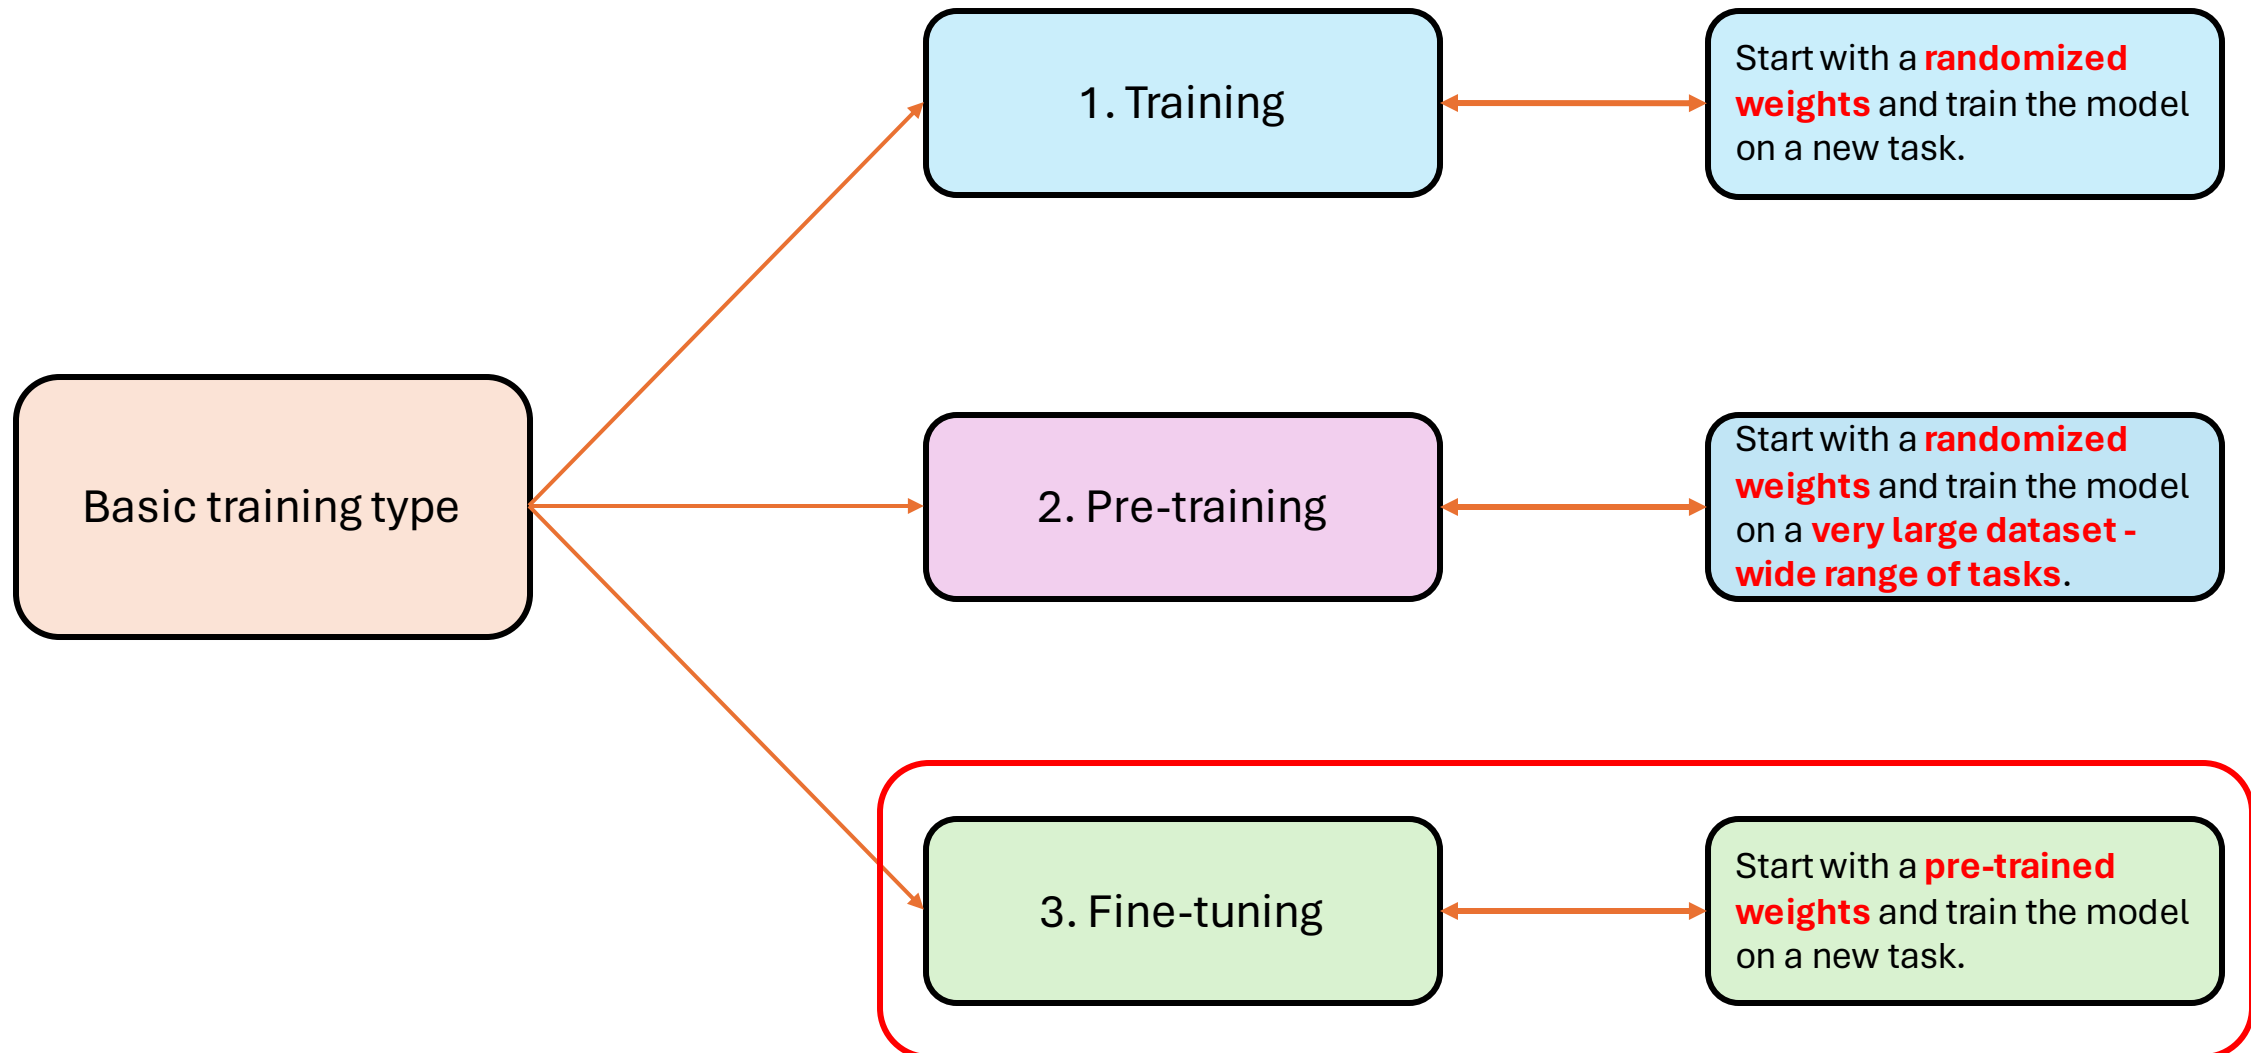 Basic training type
1. Training
Start with a randomized
weights and train the model
on a new task.
2. Pre-training
Start with a randomized
weights and train the model
on a very large dataset -
wide range of tasks.
3. Fine-tuning
Start with a pre-trained
weights and train the model
on a new task.